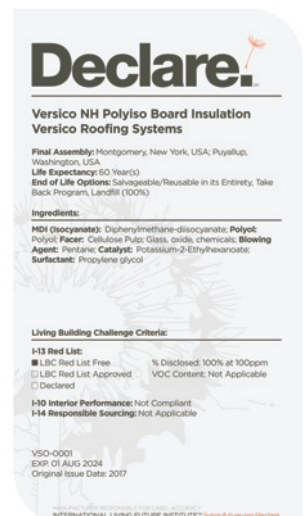 Declare.
Versico NH Polyiso Board Insulation
Versico Roofing Systems
Final Assembly: Montgomery, New York, USA; Puyallup,
Washington, USA
Life Expectancy: 60 Year(s)
End of Life Options: Salvageable/Reusable in its Entirety, Take
Back Program, Landfill (100%)
Ingredients:
MDI (Isocyanate): Diphenylmethane-diisocyanate; Polyol:
Polyol; Facer: Cellulose Pulp; Glass, oxide, chemicals; Blowing
Agent: Pentane; Catalyst: Potassium-2-Ethylhexanoate;
Surfactant: Propylene glycol
Living Building Challenge Criteria:
I-13 Red List:
LBC Red List Free % Disclosed: 100% at 100ppm
LBC Red List Approved VOC Content: Not Applicable
Declared
I-10 Interior Performance: Not Compliant
I-14 Responsible Sourcing: Not Applicable
VSO-0001
EXP. 01 AUG 2024
Original Issue Date: 2017
MANUFACTURER RESPONSIBLE FOR LABEL ACCURACY
INTERNATIONAL LIVING FUTURE INSTITUTE